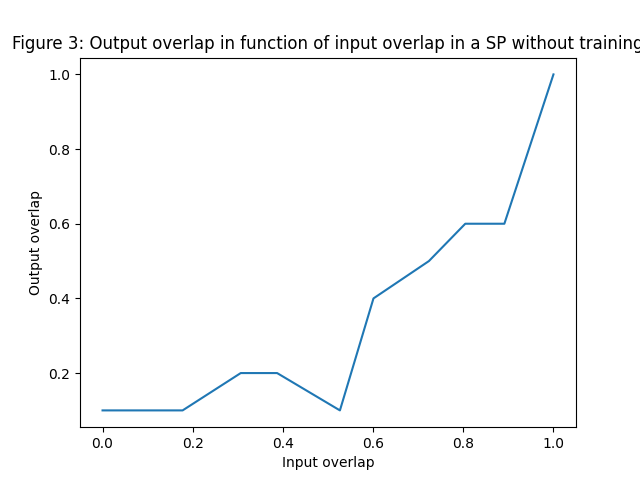 Figure 3: Output overlap in function of input overlap in a SP without training
1.0
0.8
0.6
0.4
0.2
Output overlap
0.0 0.2 0.4 0.6 0.8 1.0
Input overlap